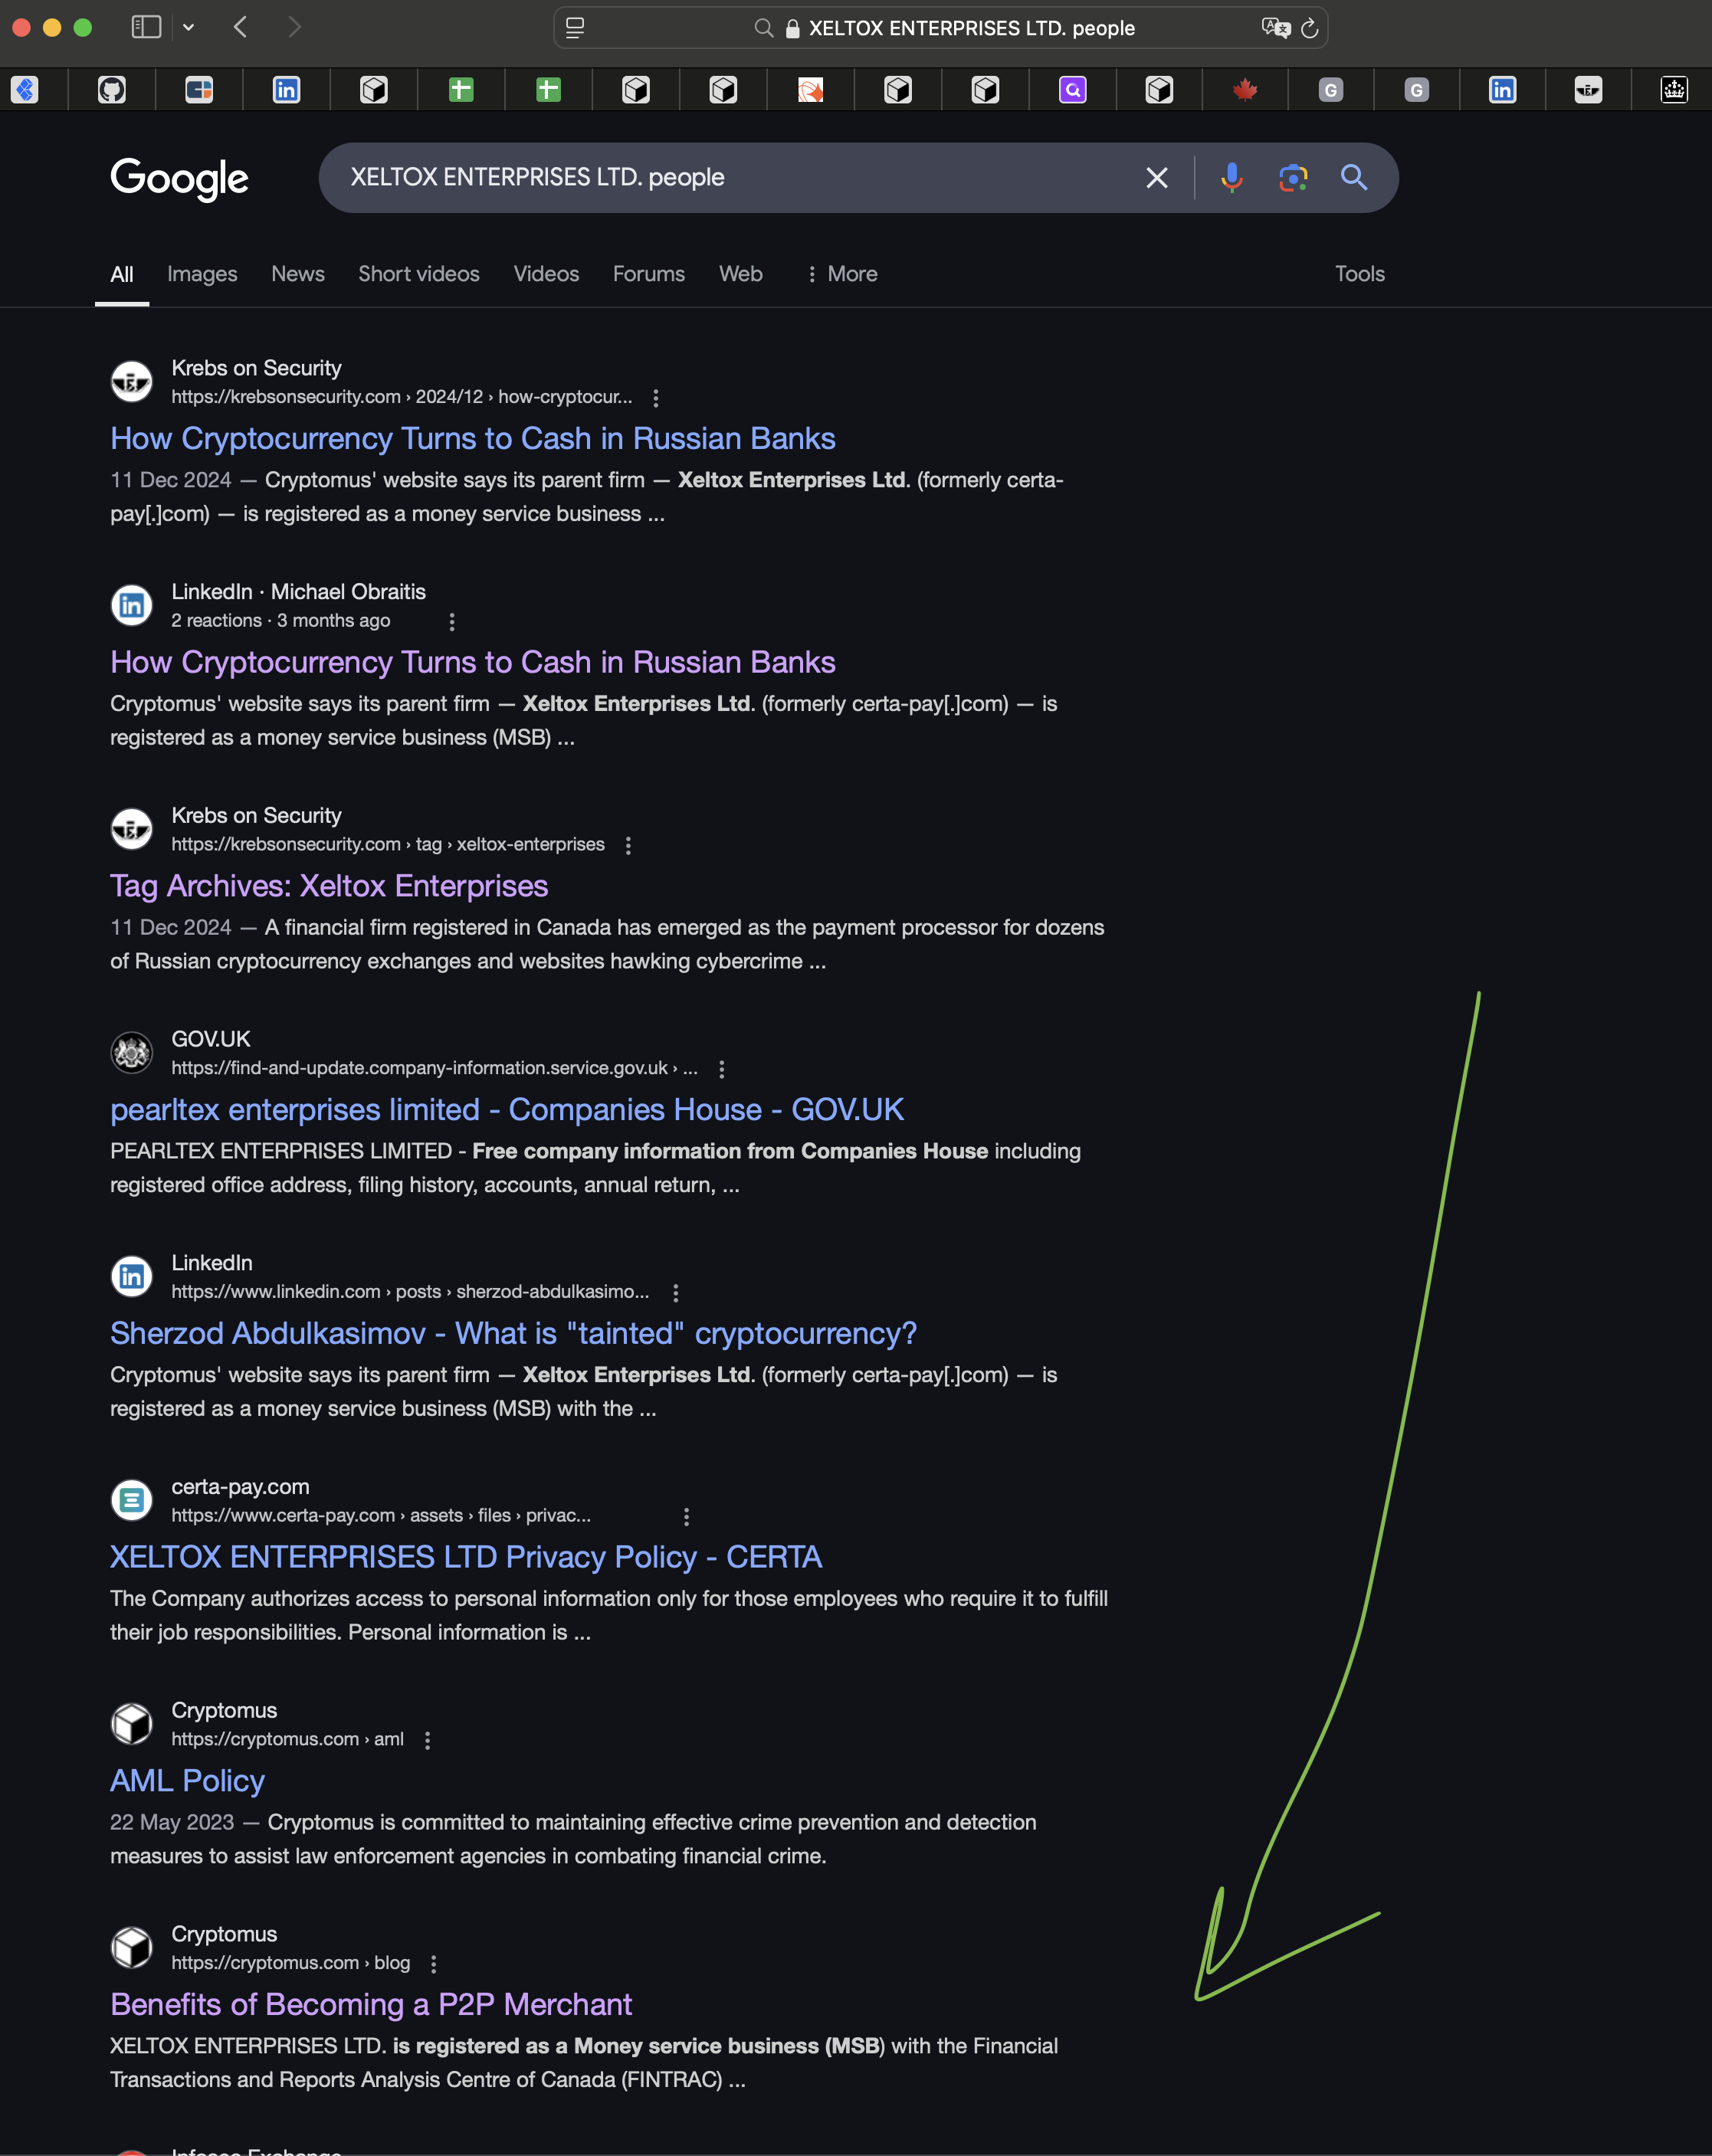 XELTOX ENTERPRISES LTD. people
Google
XELTOX ENTERPRISES LTD. people
All Images News Short videos Videos Forums Web More Tools
Krebs on Security
https://krebsonsecurity.com › 2024/12 › how-cryptocur...
How Cryptocurrency Turns to Cash in Russian Banks
11 Dec 2024 — Cryptomus' website says its parent firm — Xeltox Enterprises Ltd. (formerly certa-
pay[.]com) — is registered as a money service business ...
LinkedIn · Michael Obraitis
2 reactions · 3 months ago
How Cryptocurrency Turns to Cash in Russian Banks
Cryptomus' website says its parent firm — Xeltox Enterprises Ltd. (formerly certa-pay[.]com) — is
registered as a money service business (MSB) ...
Krebs on Security
https://krebsonsecurity.com › tag › xeltox-enterprises
Tag Archives: Xeltox Enterprises
11 Dec 2024 — A financial firm registered in Canada has emerged as the payment processor for dozens
of Russian cryptocurrency exchanges and websites hawking cybercrime ...
GOV.UK
https://find-and-update.company-information.service.gov.uk › ...
pearltex enterprises limited - Companies House - GOV.UK
PEARLTEX ENTERPRISES LIMITED - Free company information from Companies House including
registered office address, filing history, accounts, annual return, ...
LinkedIn
https://www.linkedin.com › posts › sherzod-abdulkasimo...
Sherzod Abdulkasimov - What is "tainted" cryptocurrency?
Cryptomus' website says its parent firm — Xeltox Enterprises Ltd. (formerly certa-pay[.]com) — is
registered as a money service business (MSB) with the ...
certa-pay.com
https://www.certa-pay.com › assets › files › privac...
XELTOX ENTERPRISES LTD Privacy Policy - CERTA
The Company authorizes access to personal information only for those employees who require it to fulfill
their job responsibilities. Personal information is ...
Cryptomus
https://cryptomus.com › aml
AML Policy
22 May 2023 — Cryptomus is committed to maintaining effective crime prevention and detection
measures to assist law enforcement agencies in combating financial crime.
Cryptomus
https://cryptomus.com › blog
Benefits of Becoming a P2P Merchant
XELTOX ENTERPRISES LTD. is registered as a Money service business (MSB) with the Financial
Transactions and Reports Analysis Centre of Canada (FINTRAC) ...